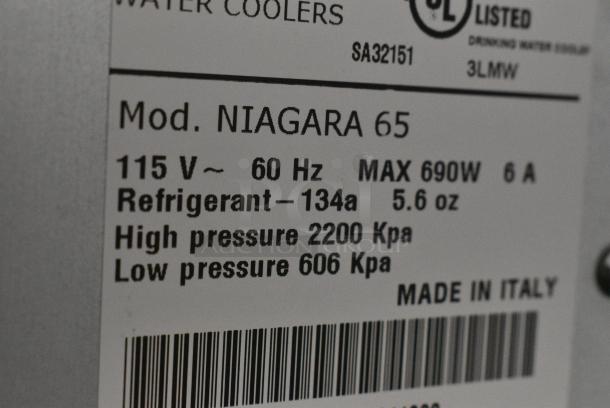 WATER COOLERS
UL LISTED
DRINKING WATER COOLER
SA32151
3LMW
Mod. NIAGARA 65
115 V~ 60 Hz MAX 690W 6 A
Refrigerant-134a 5.6 oz
High pressure 2200 Kpa
Low pressure 606 Kpa
MADE IN ITALY